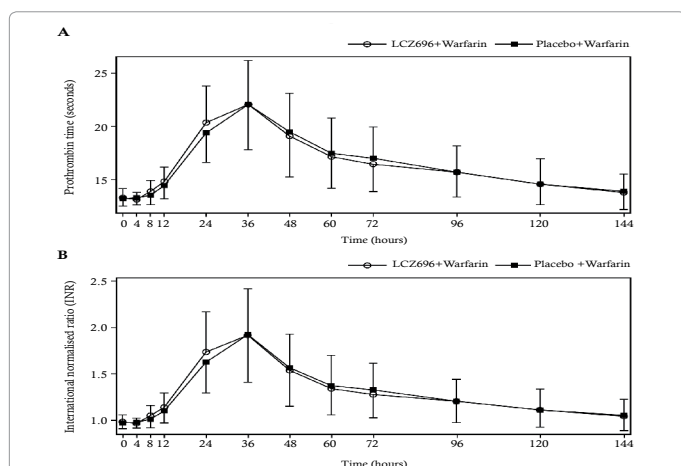 A
LCZ696+Warfarin Placebo+Warfarin
Prothrombin time (seconds)
25
20
15
0 4 8 12 24 36 48 60 72 96 120 144
Time (hours)
B
LCZ696+Warfarin Placebo +Warfarin
International normalised ratio (INR)
2.5
2.0
1.5
1.0
0 4 8 12 24 36 48 60 72 96 120 144
Time (hours)